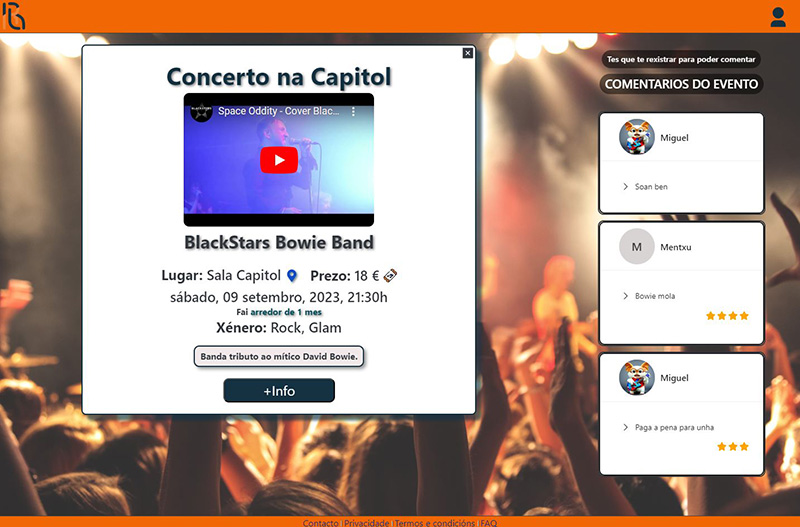 Concerto na Capitol
BLACKSTARS
Space Oddity - Cover Blac...
BlackStars Bowie Band
Lugar: Sala Capitol Prezo: 18 €
sábado, 09 setembro, 2023, 21:30h
Fai arredor de 1 mes
Xénero: Rock, Glam
Banda tributo ao mítico David Bowie.
+Info
Tes que te rexistrar para poder comentar
COMENTARIOS DO EVENTO
Miguel
Soan ben
M Mentxu
Bowie mola
Miguel
Paga a pena para unha
Contacto |Privacidade |Termos e condicións |FAQ